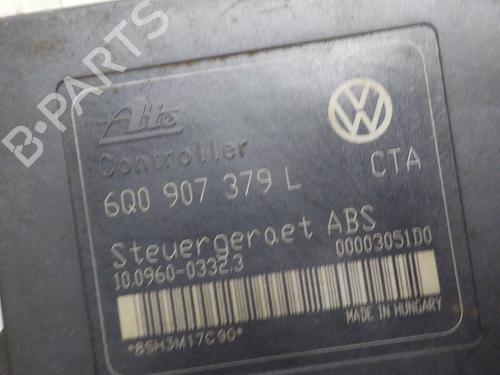 B-PARTS
Ate
Controller
6Q0 907 379 L
CTA
Steuergeraet ABS
10.0960-0332.3
00003051D0
MADE IN HUNGARY
*8SH3M17C90*